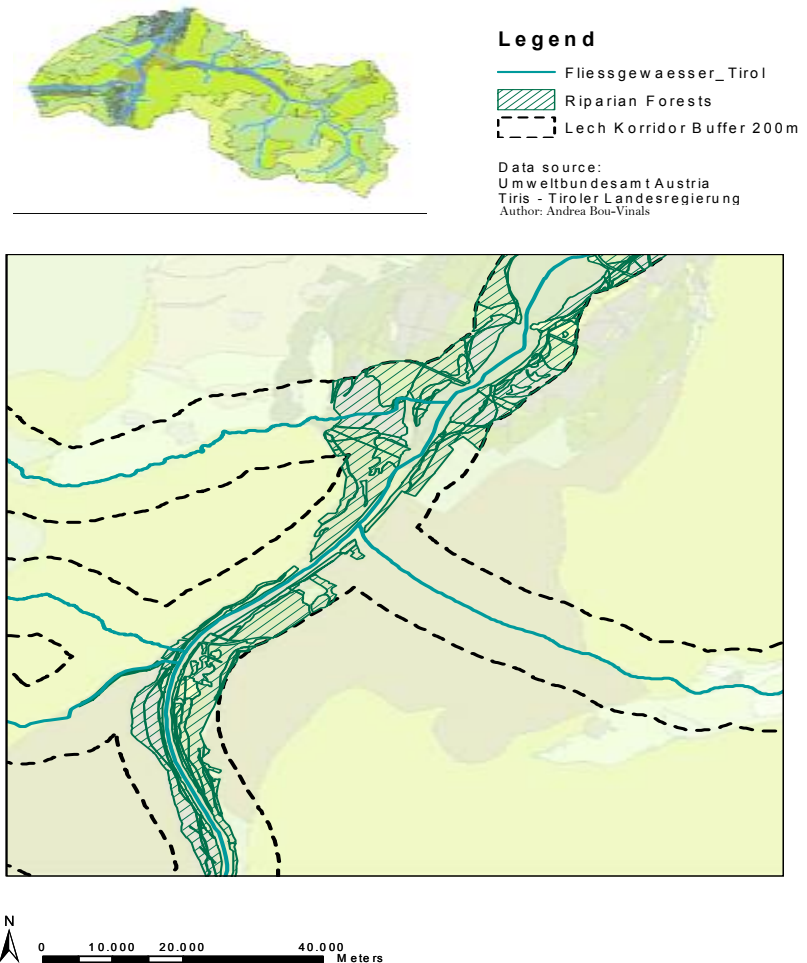 Legend
Fliessgewaesser_Tirol
Riparian Forests
Lech Korridor Buffer 200m
Data source:
Umweltbundesamt Austria
Tiris - Tiroler Landesregierung
Author: Andrea Bou-Vinals
N
0 10.000 20.000 40.000
Meters